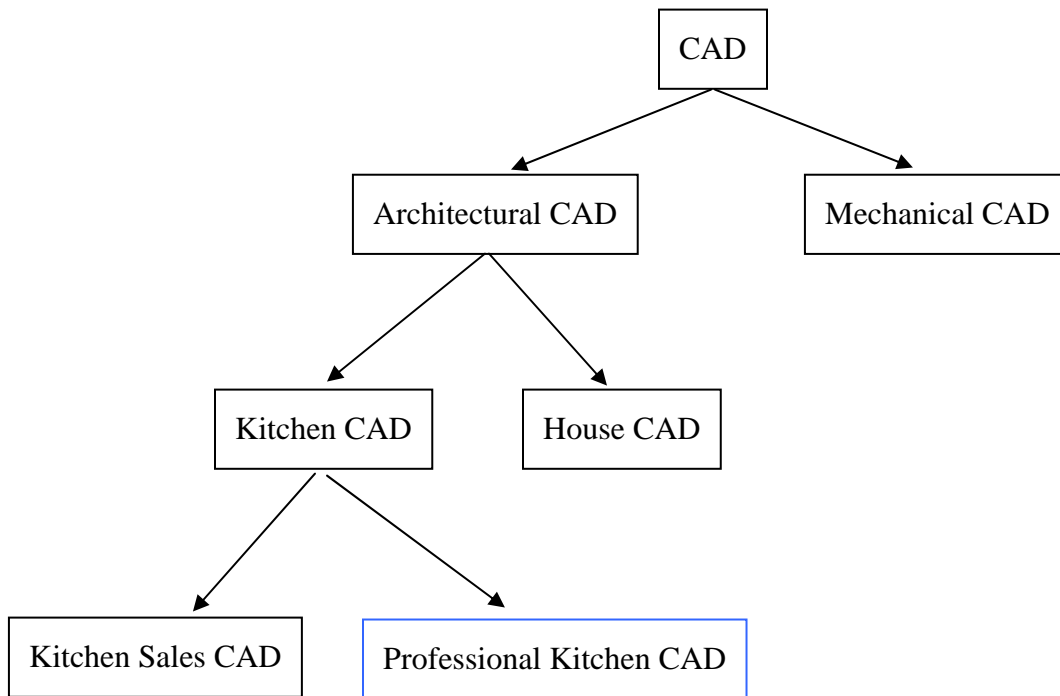 CAD
Architectural CAD
Mechanical CAD
Kitchen CAD
House CAD
Kitchen Sales CAD
Professional Kitchen CAD